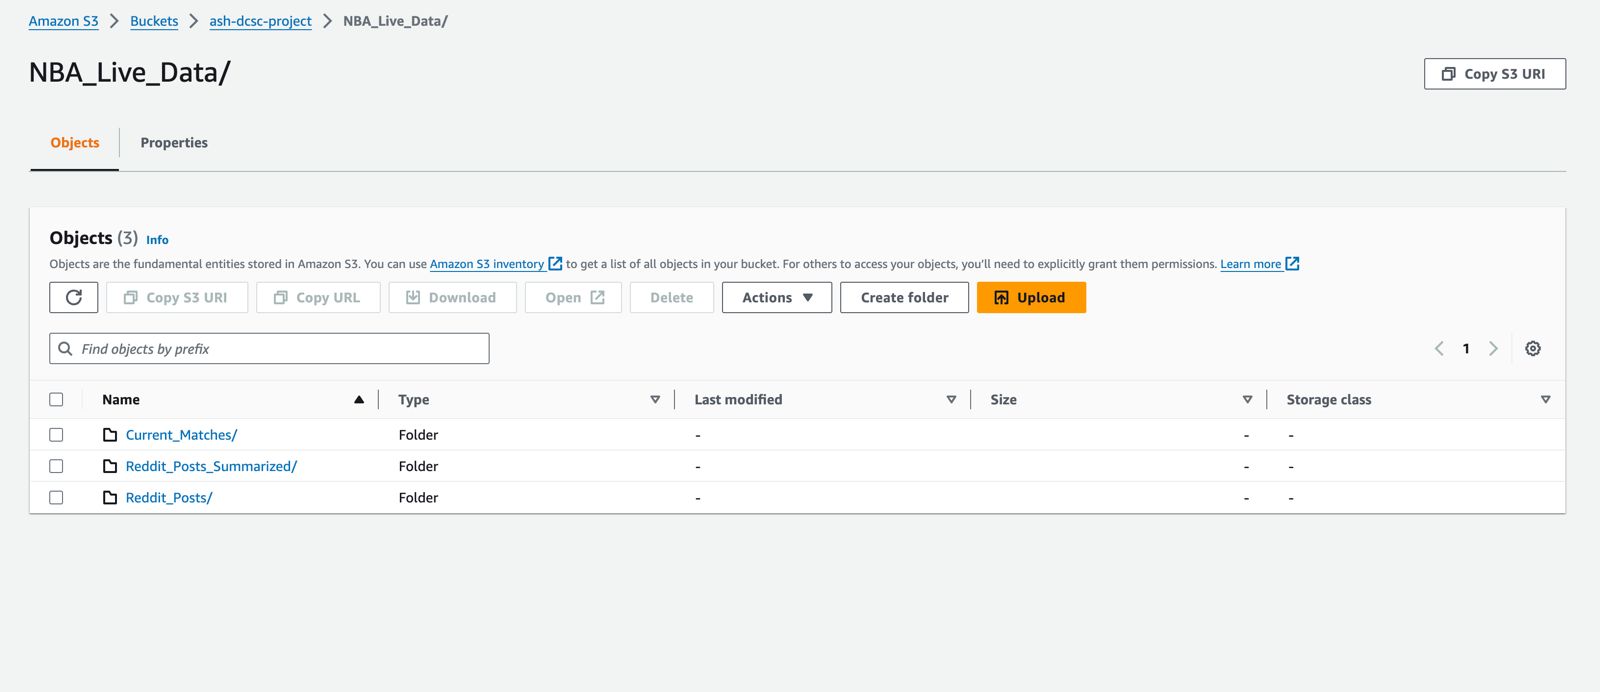 Amazon S3 > Buckets > ash-dcsc-project > NBA_Live_Data/
NBA_Live_Data/
Copy S3 URI
Objects Properties
Objects (3) Info
Objects are the fundamental entities stored in Amazon S3. You can use Amazon S3 inventory to get a list of all objects in your bucket. For others to access your objects, you’ll need to explicitly grant them permissions. Learn more
Copy S3 URI Copy URL Download Open Delete Actions Create folder Upload
Find objects by prefix
1
Name Type Last modified Size Storage class
Current_Matches/ Folder - - -
Reddit_Posts_Summarized/ Folder - - -
Reddit_Posts/ Folder - - -